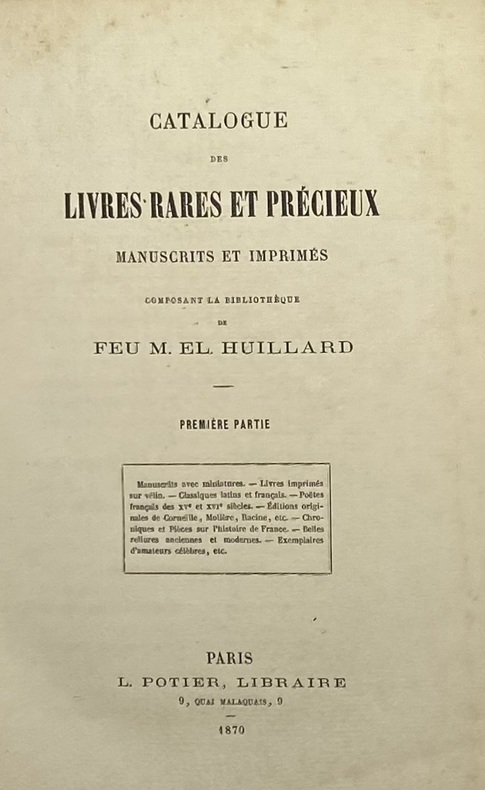 CATALOGUE
DES
LIVRES RARES ET PRÉCIEUX
MANUSCRITS ET IMPRIMÉS
COMPOSANT LA BIBLIOTHÈQUE
DE
FEU M. EL. HUILLARD
PREMIÈRE PARTIE
Manuscrits avec miniatures. — Livres imprimés
sur vélin. — Classiques latins et français. — Poëtes
français des XVe et XVIe siècles. — Éditions origi-
nales de Corneille, Molière, Racine, etc. — Chro-
niques et Pièces sur l'histoire de France. — Belles
reliures anciennes et modernes. — Exemplaires
d'amateurs célèbres, etc.
PARIS
L. POTIER, LIBRAIRE
9, QUAI MALAQUAIS, 9
1870